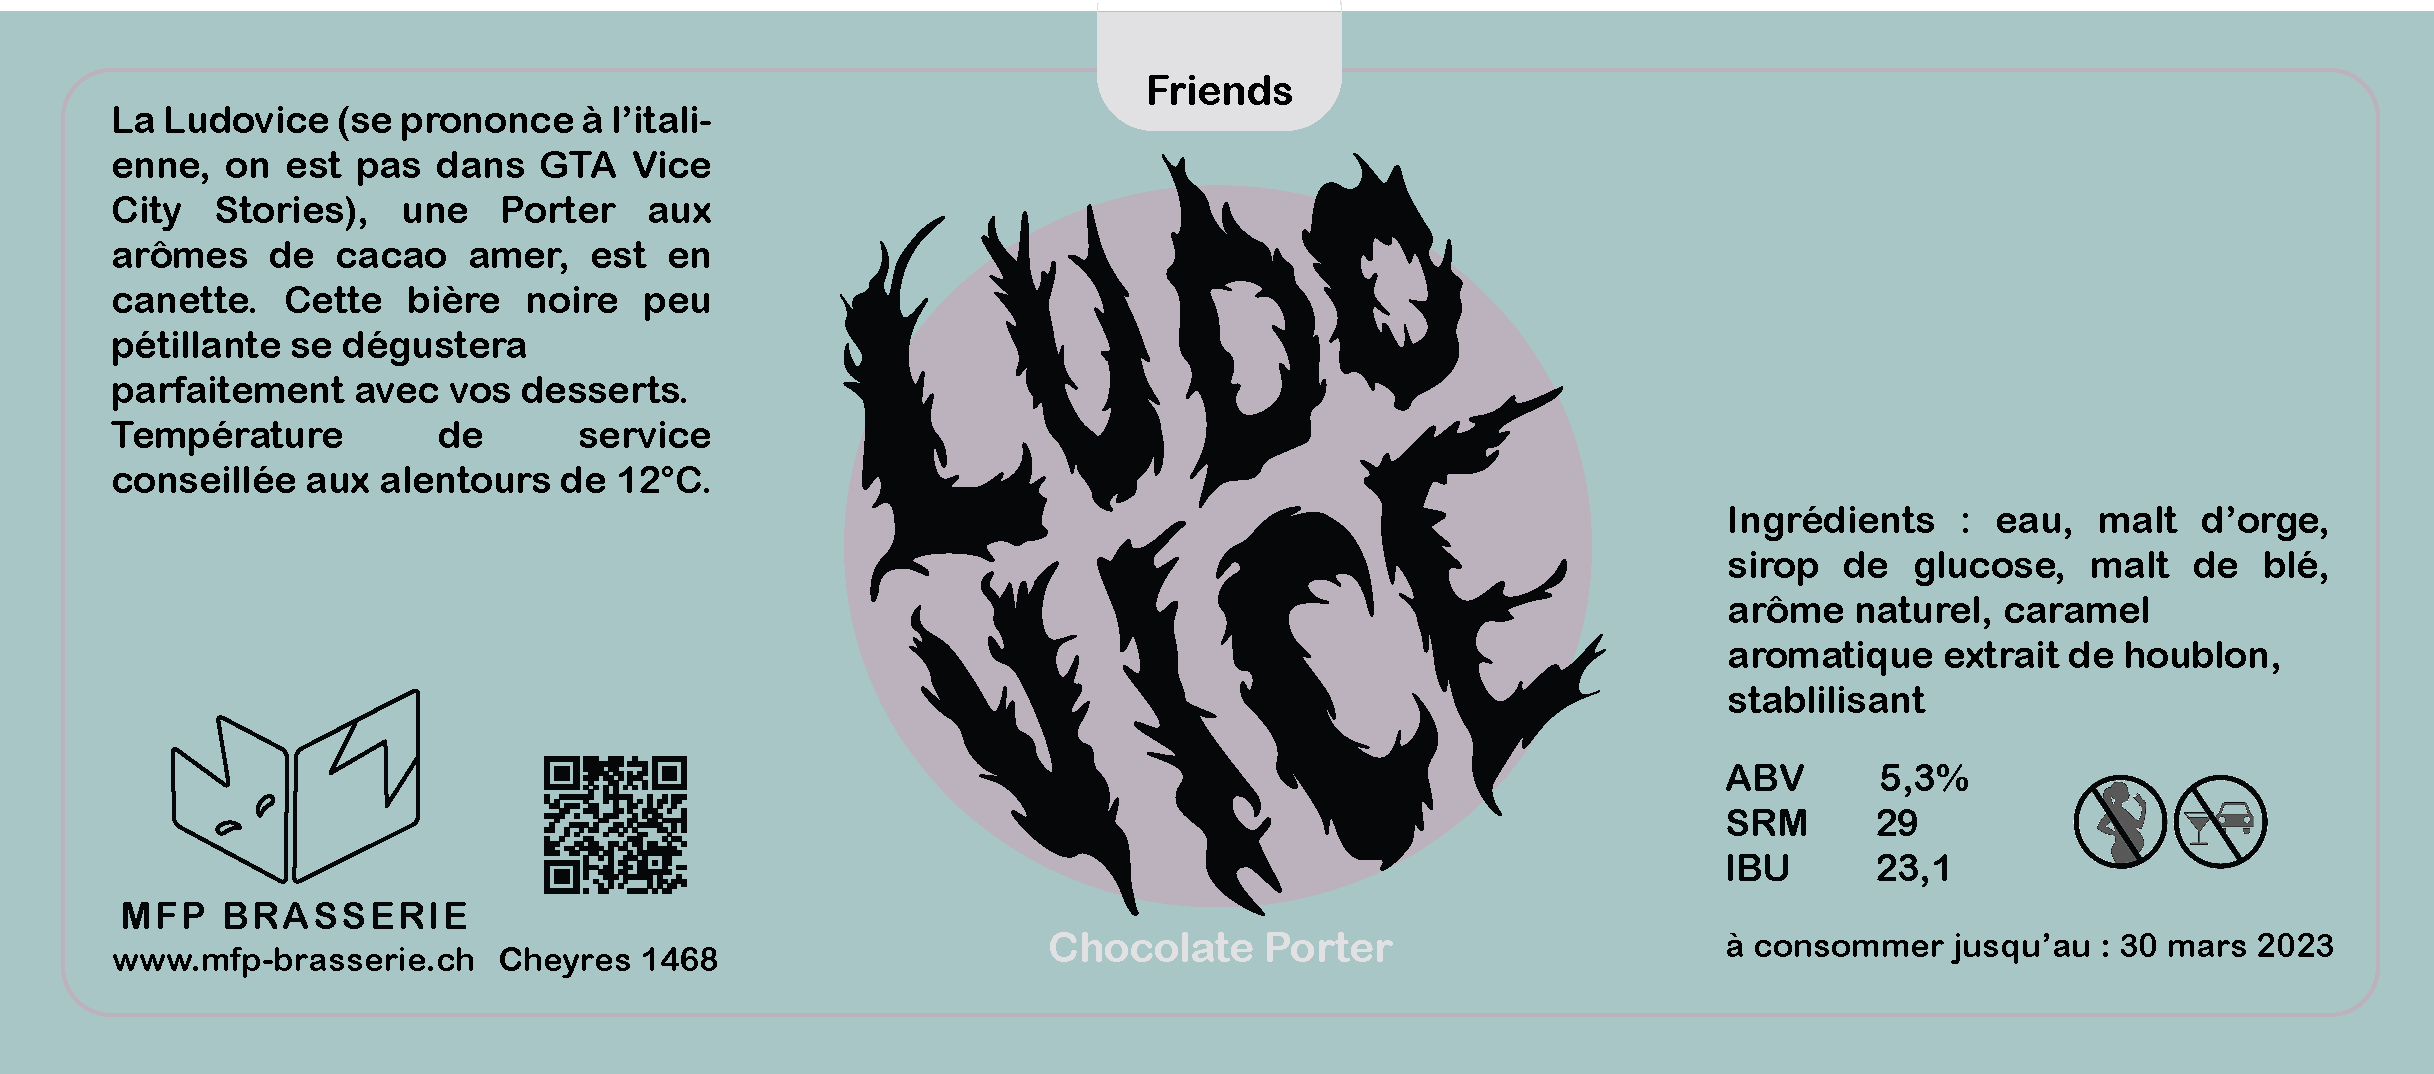 Friends
La Ludovice (se prononce à l’itali-
enne, on est pas dans GTA Vice
City Stories), une Porter aux
arômes de cacao amer, est en
canette. Cette bière noire peu
pétillante se dégustera
parfaitement avec vos desserts.
Température de service
conseillée aux alentours de 12°C.
MFP BRASSERIE
www.mfp-brasserie.ch Cheyres 1468
LUDO
VICE
Chocolate Porter
Ingrédients : eau, malt d’orge,
sirop de glucose, malt de blé,
arôme naturel, caramel
aromatique extrait de houblon,
stablilisant
ABV 5,3%
SRM 29
IBU 23,1
à consommer jusqu’au : 30 mars 2023